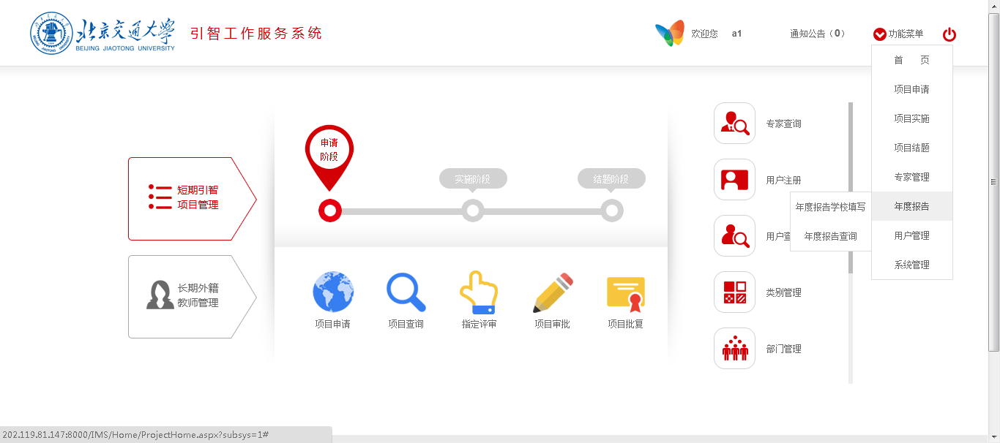 北京交通大学
BEIJING JIAOTONG UNIVERSITY
引智工作服务系统
欢迎您 a1
通知公告（0）
功能菜单
首 页
项目申请
项目实施
项目结题
专家管理
年度报告
用户管理
系统管理
年度报告学校填写
年度报告查询
短期引智
项目管理
长期外籍
教师管理
申请
阶段
实施阶段
结题阶段
项目申请
项目查询
指定评审
项目审批
项目批复
专家查询
用户注册
用户查
类别管理
部门管理
202.119.81.147:8000/IMS/Home/ProjectHome.aspx?subsys=1#